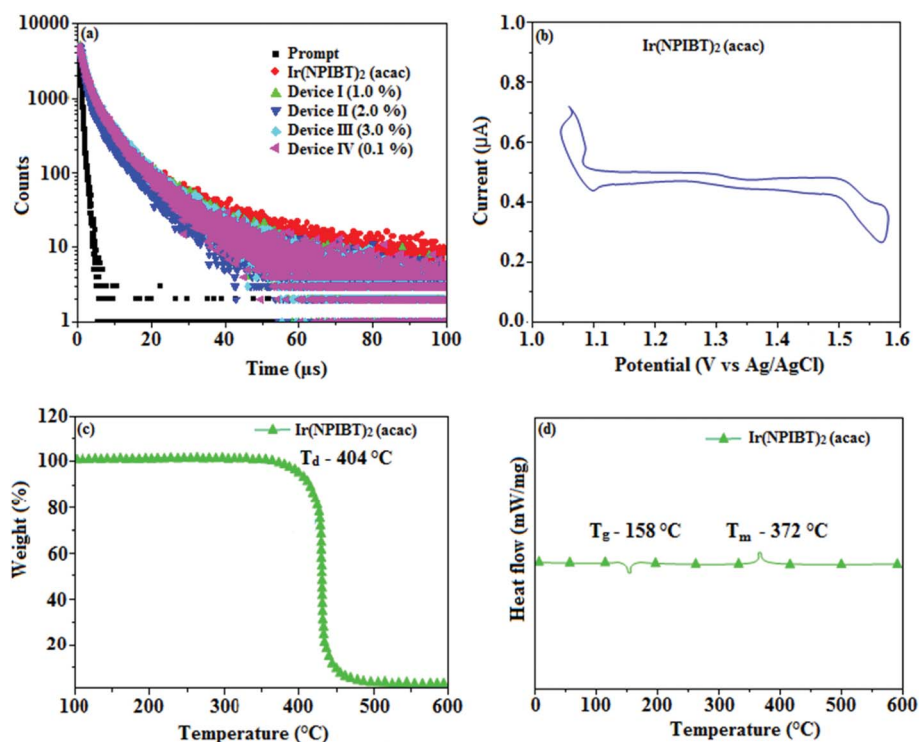 (a)
10000
1000
100
10
1
Counts
Prompt
Ir(NPIBT)₂ (acac)
Device I (1.0 %)
Device II (2.0 %)
Device III (3.0 %)
Device IV (0.1 %)
0 20 40 60 80 100
Time (µs)
(b)
Ir(NPIBT)₂ (acac)
1.0
0.8
0.6
0.4
0.2
0.0
Current (µA)
1.0 1.1 1.2 1.3 1.4 1.5 1.6
Potential (V vs Ag/AgCl)
(c)
Ir(NPIBT)₂ (acac)
T_d - 404 °C
120
100
80
60
40
20
Weight (%)
100 200 300 400 500 600
Temperature (°C)
(d)
Ir(NPIBT)₂ (acac)
T_g - 158 °C
T_m - 372 °C
Heat flow (mW/mg)
0 100 200 300 400 500 600
Temperature (°C)